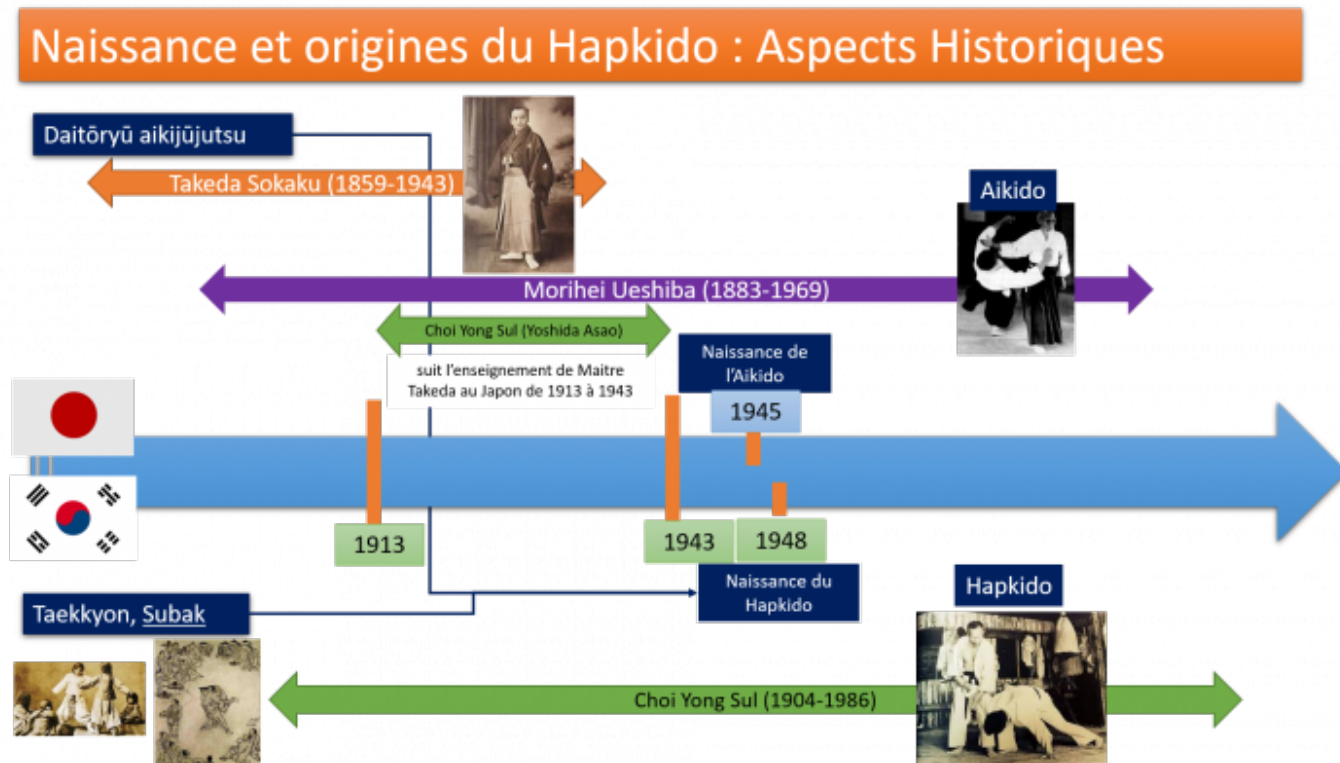 Naissance et origines du Hapkido : Aspects Historiques
Daitōryū aikijūjutsu
Takeda Sokaku (1859-1943)
Aikido
Morihei Ueshiba (1883-1969)
Choi Yong Sul (Yoshida Asao)
suit l'enseignement de Maitre
Takeda au Japon de 1913 à 1943
Naissance de
l'Aikido
1945
1913
1943
1948
Naissance du
Hapkido
Taekkyon, Subak
Hapkido
Choi Yong Sul (1904-1986)